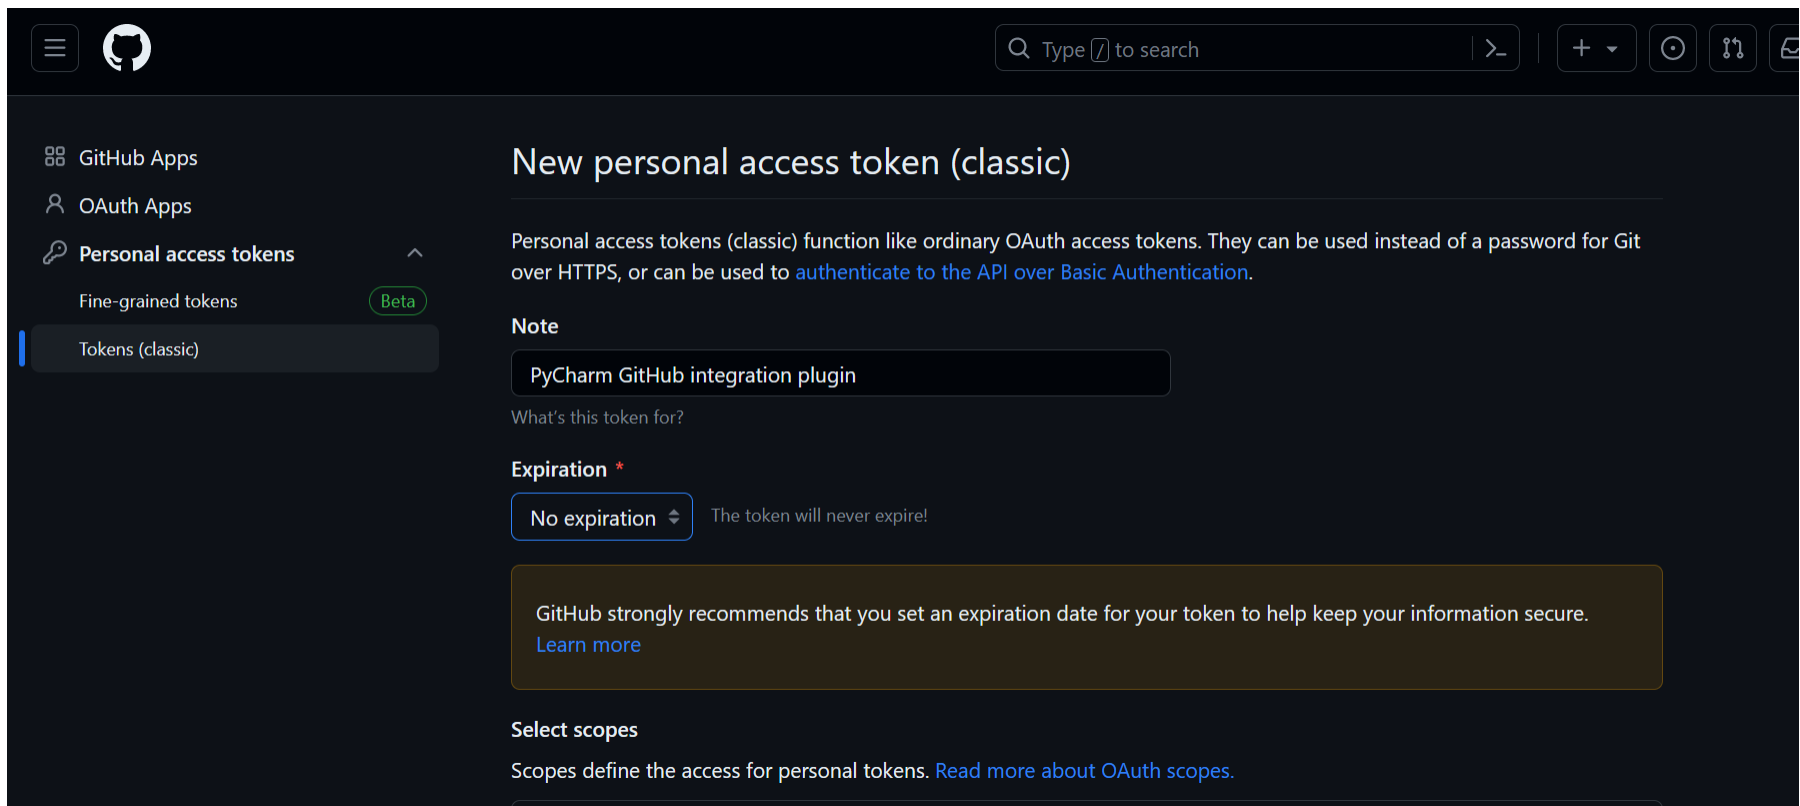 Type / to search
GitHub Apps
OAuth Apps
Personal access tokens
Fine-grained tokens
Beta
Tokens (classic)
New personal access token (classic)
Personal access tokens (classic) function like ordinary OAuth access tokens. They can be used instead of a password for Git
over HTTPS, or can be used to authenticate to the API over Basic Authentication.
Note
PyCharm GitHub integration plugin
What's this token for?
Expiration *
No expiration
The token will never expire!
GitHub strongly recommends that you set an expiration date for your token to help keep your information secure.
Learn more
Select scopes
Scopes define the access for personal tokens. Read more about OAuth scopes.